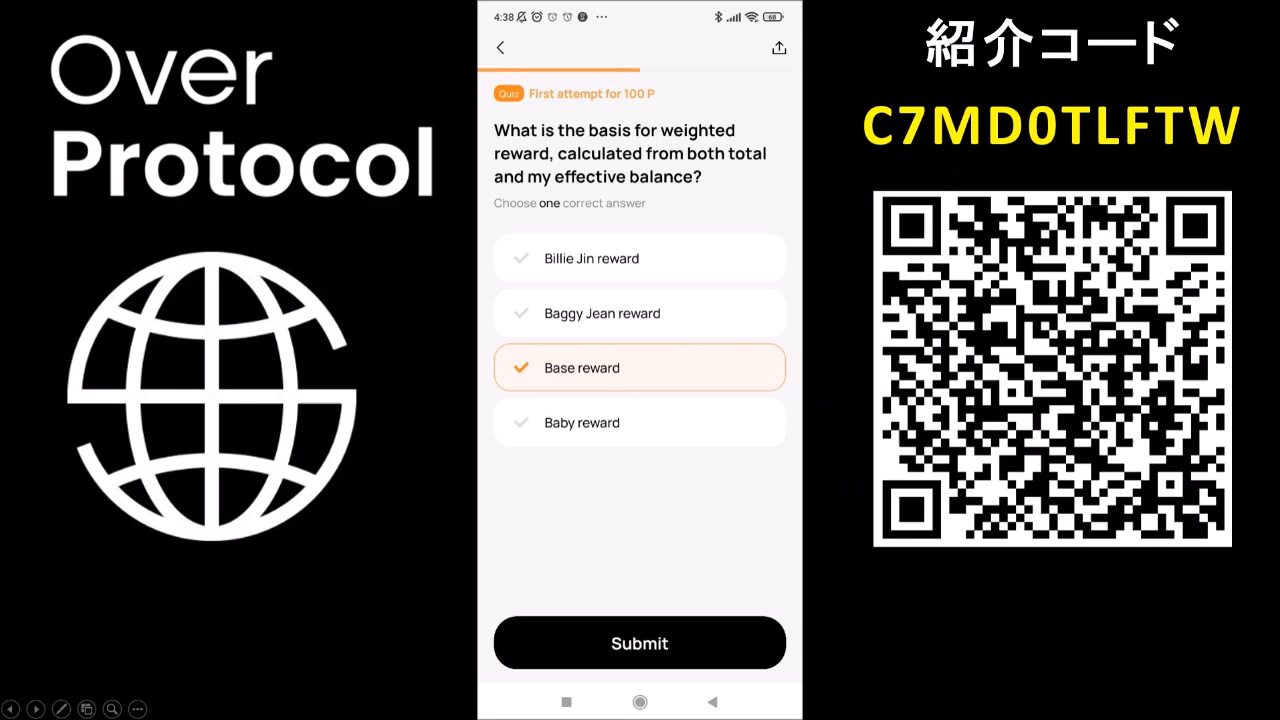 Over
Protocol
4:38
68
Quiz First attempt for 100 P
What is the basis for weighted
reward, calculated from both total
and my effective balance?
Choose one correct answer
Billie Jin reward
Baggy Jean reward
Base reward
Baby reward
Submit
紹介コード
C7MD0TLFTW